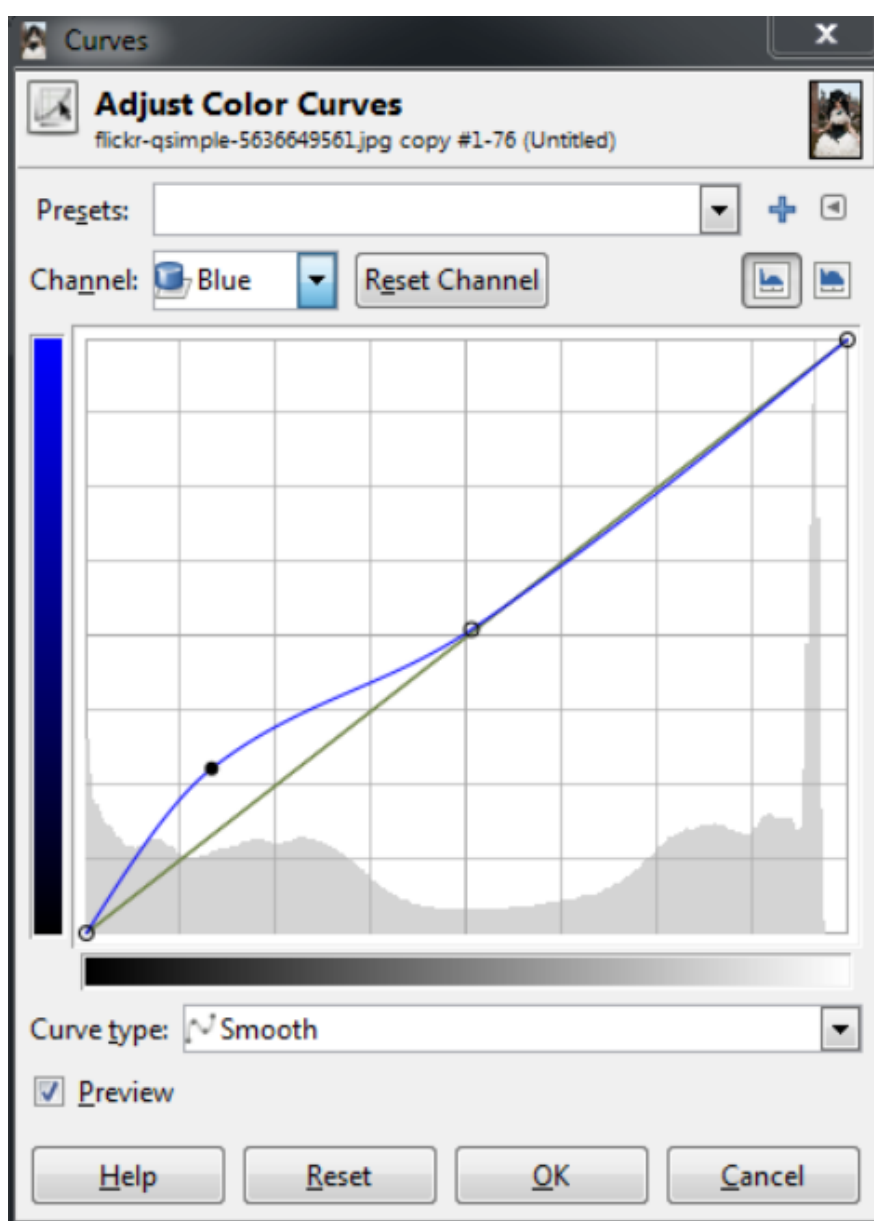 Curves
Adjust Color Curves
flickr-qsimple-5636649561.jpg copy #1-76 (Untitled)
Presets:
Channel: Blue Reset Channel
Curve type: Smooth
Preview
Help Reset OK Cancel